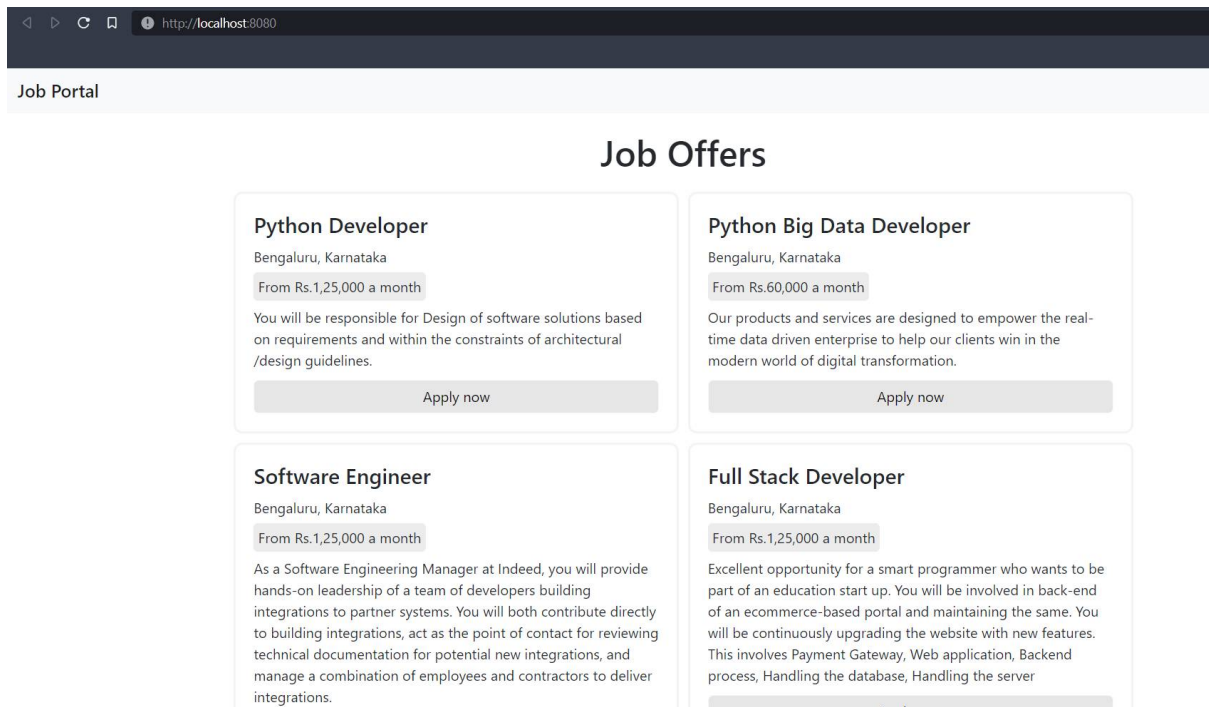 http://localhost:8080
Job Portal
Job Offers
Python Developer
Bengaluru, Karnataka
From Rs.1,25,000 a month
You will be responsible for Design of software solutions based
on requirements and within the constraints of architectural
/design guidelines.
Apply now
Python Big Data Developer
Bengaluru, Karnataka
From Rs.60,000 a month
Our products and services are designed to empower the real-
time data driven enterprise to help our clients win in the
modern world of digital transformation.
Apply now
Software Engineer
Bengaluru, Karnataka
From Rs.1,25,000 a month
As a Software Engineering Manager at Indeed, you will provide
hands-on leadership of a team of developers building
integrations to partner systems. You will both contribute directly
to building integrations, act as the point of contact for reviewing
technical documentation for potential new integrations, and
manage a combination of employees and contractors to deliver
integrations.
Full Stack Developer
Bengaluru, Karnataka
From Rs.1,25,000 a month
Excellent opportunity for a smart programmer who wants to be
part of an education start up. You will be involved in back-end
of an ecommerce-based portal and maintaining the same. You
will be continuously upgrading the website with new features.
This involves Payment Gateway, Web application, Backend
process, Handling the database, Handling the server